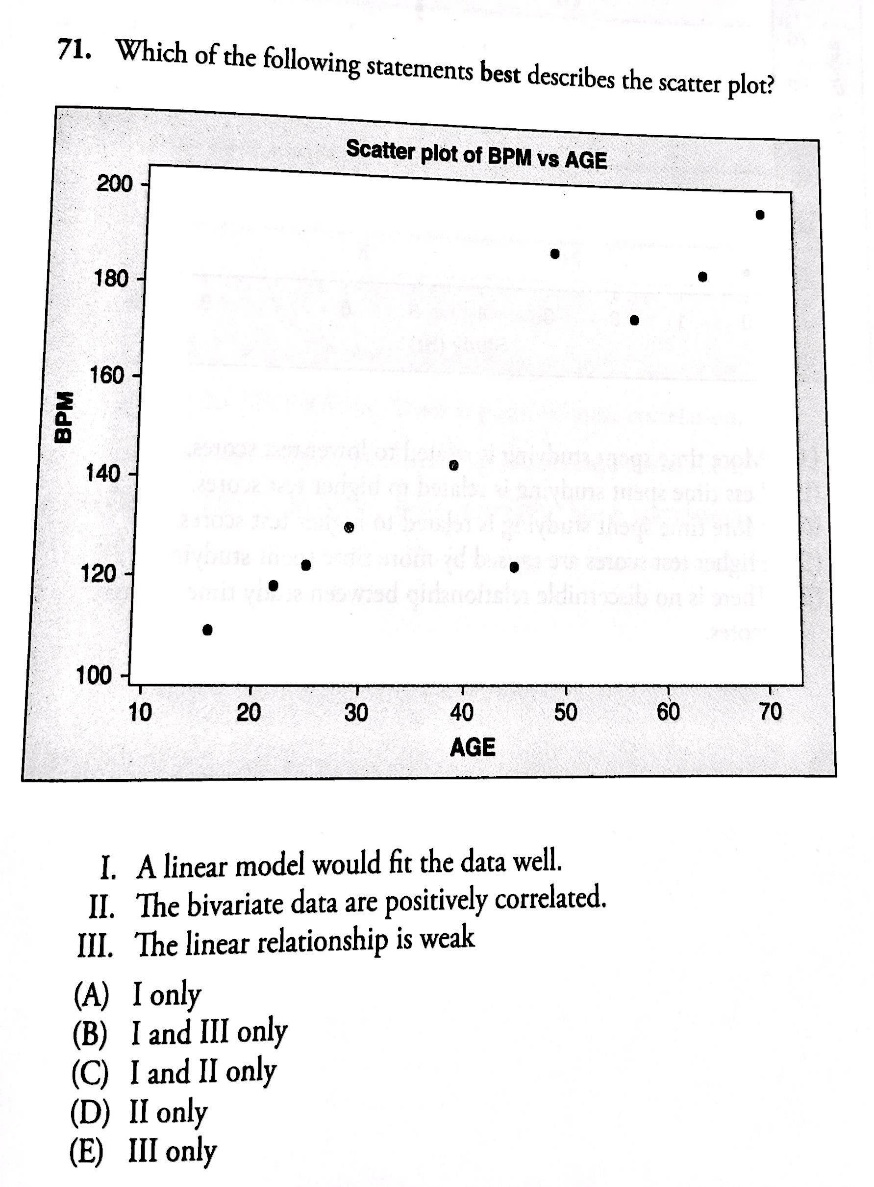 71. Which of the following statements best describes the scatter plot?
Scatter plot of BPM vs AGE
200
180
160
140
120
100
BPM
10 20 30 40 50 60 70
AGE
I. A linear model would fit the data well.
II. The bivariate data are positively correlated.
III. The linear relationship is weak
(A) I only
(B) I and III only
(C) I and II only
(D) II only
(E) III only